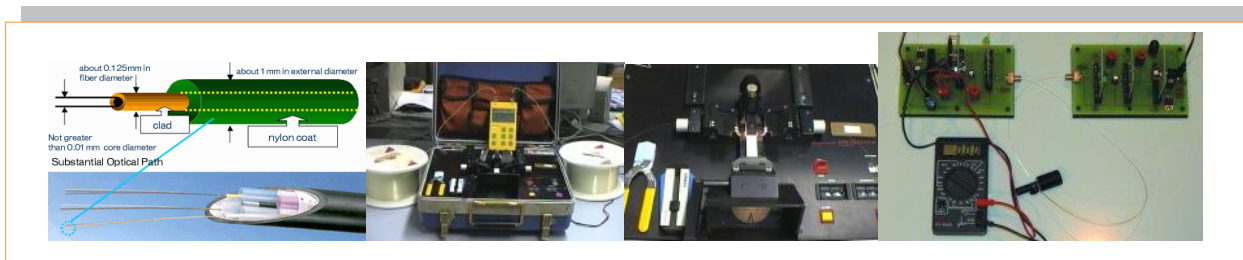 about 0.125mm in
fiber diameter
about 1 mm in external diameter
clad
nylon coat
Not greater
than 0.01 mm core diameter
Substantial Optical Path